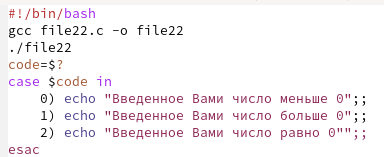 #!/bin/bash
gcc file22.c -o file22
./file22
code=$?
case $code in
    0) echo "Введенное Вами число меньше 0";;
    1) echo "Введенное Вами число больше 0";;
    2) echo "Введенное Вами число равно 0"";;
esac